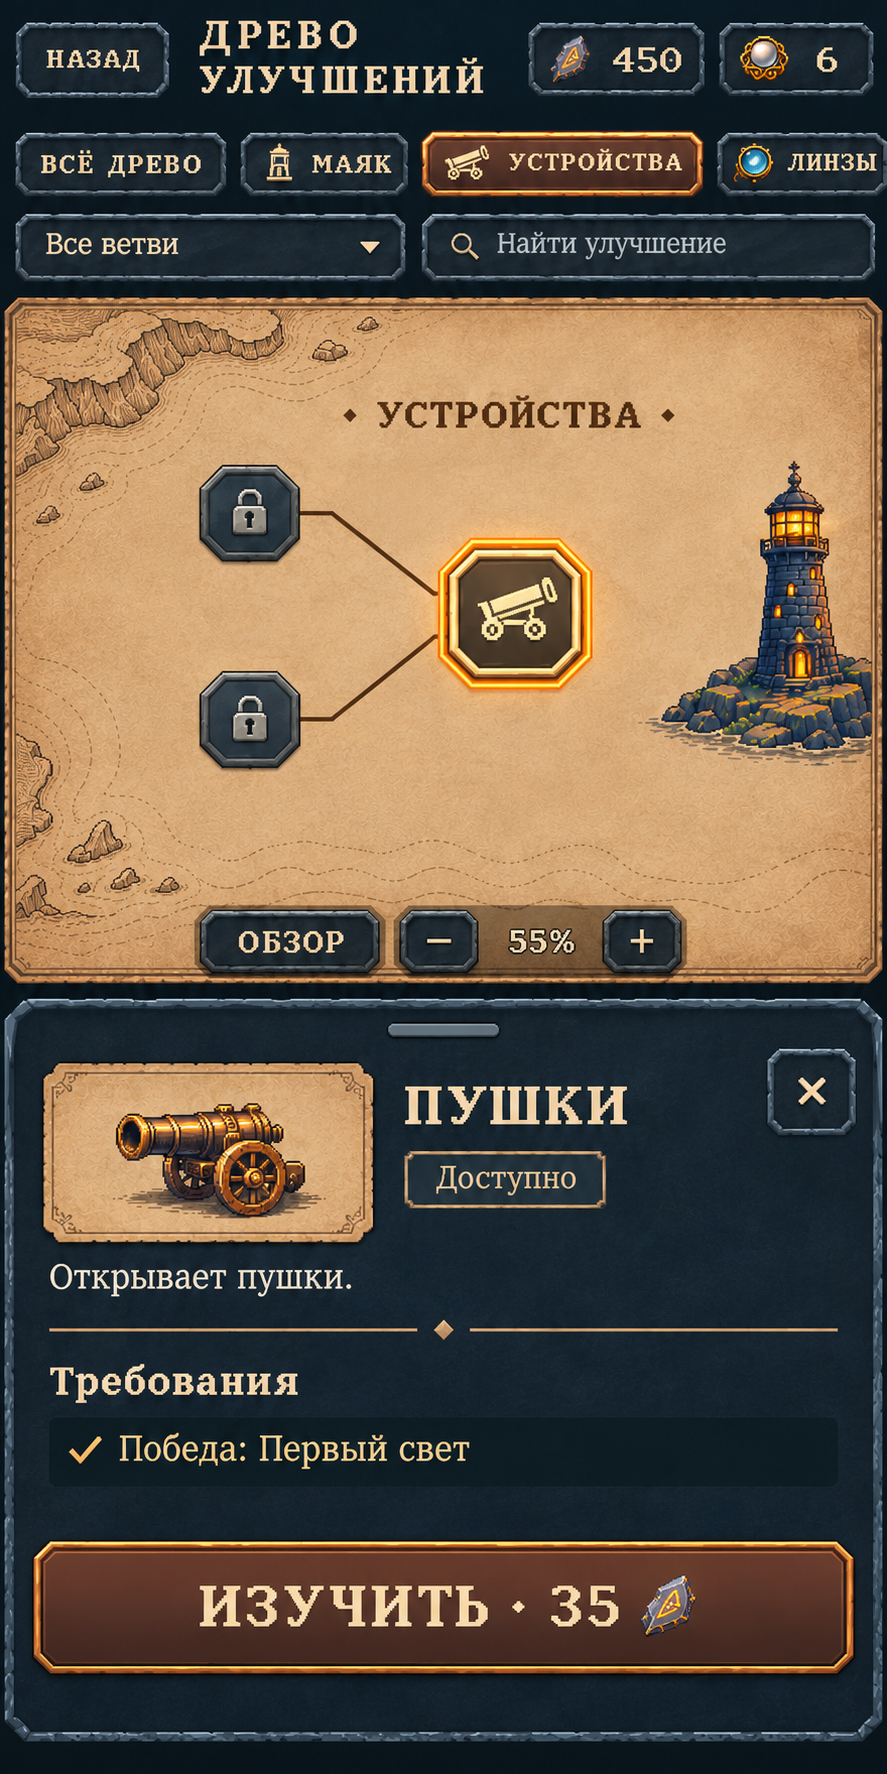 НАЗАД
ДРЕВО
УЛУЧШЕНИЙ
450
6
ВСЁ ДРЕВО
МАЯК
УСТРОЙСТВА
ЛИНЗЫ
Все ветви
Найти улучшение
УСТРОЙСТВА
ОБЗОР
−
55%
+
ПУШКИ
Доступно
Открывает пушки.
Требования
Победа: Первый свет
ИЗУЧИТЬ · 35